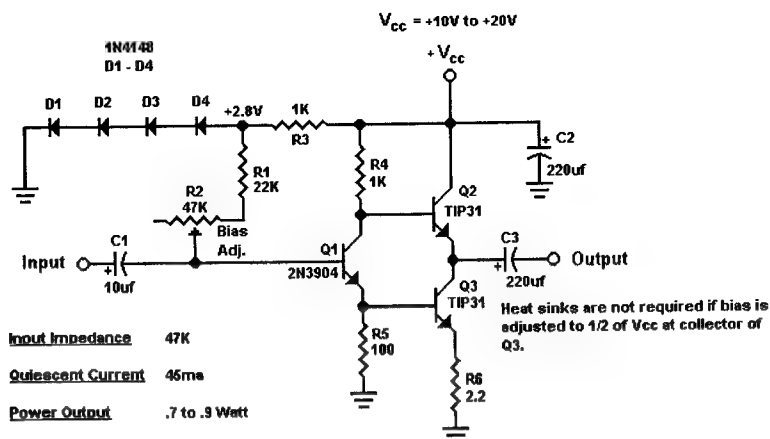 V cc = +10V to +20V
1N4148
D1 - D4
+ V cc
D1 D2 D3 D4
+2.8V
1K
R3
+ C2
220uf
R4
1K
R1
22K
R2
47K
Q2
TIP31
Bias
Adj.
C1
Q1
C3
Input
Output
+
10uf
2N3904
+
220uf
Q3
TIP31
Heat sinks are not required if bias is
adjusted to 1/2 of Vcc at collector of
Q3.
R5
100
Input Impedance 47K
Quiescent Current 45ma
R6
2.2
Power Output .7 to .9 Watt